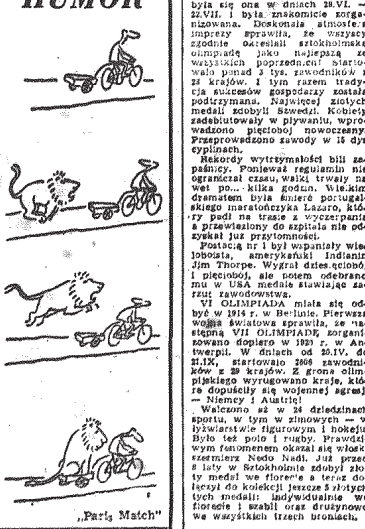 HUMOR
była się ona w dniach 29.VI. —
22.VII. i była znakomicie zorga-
nizowana. Doskonała atmosfera
imprezy sprawiła, że wszyscy
zgodnie określali sztokholmską
olimpiadę jako najlepszą ze
wszystkich poprzednich. Starto-
wało ponad 3 tys. zawodników z
28 krajów. I tym razem trady-
cja sukcesów gospodarzy została
podtrzymana. Najwięcej złotych
medali zdobyli Szwedzi. Kobiety
zadebiutowały w pływaniu, wpro-
wadzono pięciobój nowoczesny.
Przeprowadzono zawody w 15 dys
cyplinach.
Rekordy wytrzymałości bili za-
paśnicy. Ponieważ regulamin nie
ograniczał czasu, walki trwały na
wet po... kilka godzin. Wielkim
dramatem była śmierć portugal-
skiego maratończyka Lazaro, któ-
ry padł na trasie z wyczerpania
a przewieziony do szpitala nie od-
zyskał już przytomności.
Postacią nr 1 był wspaniały wie
loboista, amerykański Indianin
Jim Thorpe. Wygrał dziesięciobój
i pięciobój, ale potem odebrano
mu w USA medale stawiając za-
rzut zawodowstwa.
VI OLIMPIADA miała się od-
być w 1916 r. w Berlinie. Pierwsza
wojna światowa sprawiła, że na-
stępną VII OLIMPIADĘ zorgani-
zowano dopiero w 1920 r. w An-
twerpii. W dniach od 20.IV. do
21.IX, startowało 2606 zawodni-
ków z 29 krajów. Z grona olim-
pijskiego wyrugowano kraje, któ-
re dopuściły się wojennej agresji
— Niemcy i Austrię!
Walczono aż w 24 dziedzinach
sportu, w tym w zimowych — w
łyżwiarstwie figurowym i hokeju
Było też polo i rugby. Prawdzi-
wym fenomenem okazał się włoski
szermierz Nedo Nadi. Już przed
8 laty w Sztokholmie zdobył zło-
ty medal we florecie a teraz do-
łączył do kolekcji jeszcze 5 złotych
medali: indywidualnie we
florecie i szabli oraz drużynowo
we wszystkich trzech broniach.
„Paris Match"